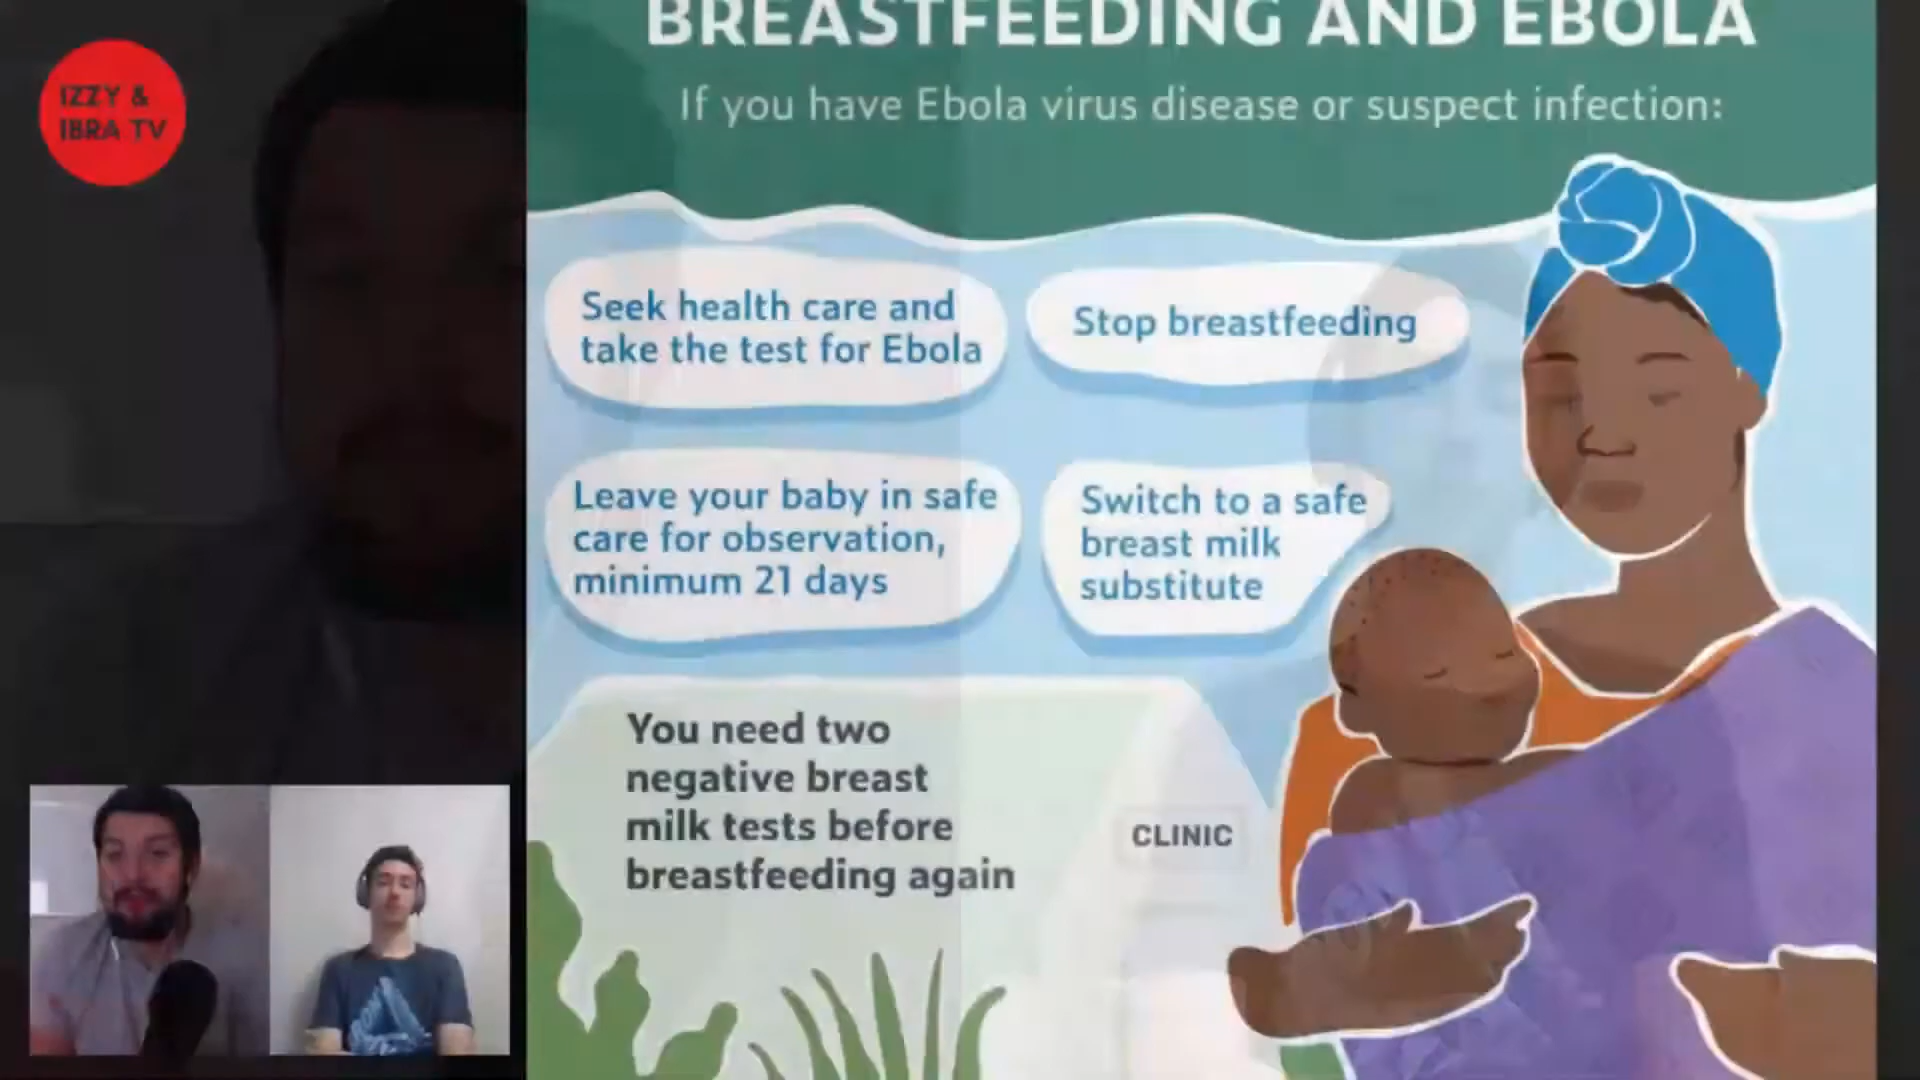 IZZY &
IBRA TV
BREASTFEEDING AND EBOLA
If you have Ebola virus disease or suspect infection:
Seek health care and
take the test for Ebola
Stop breastfeeding
Leave your baby in safe
care for observation,
minimum 21 days
Switch to a safe
breast milk
substitute
You need two
negative breast
milk tests before
breastfeeding again
CLINIC